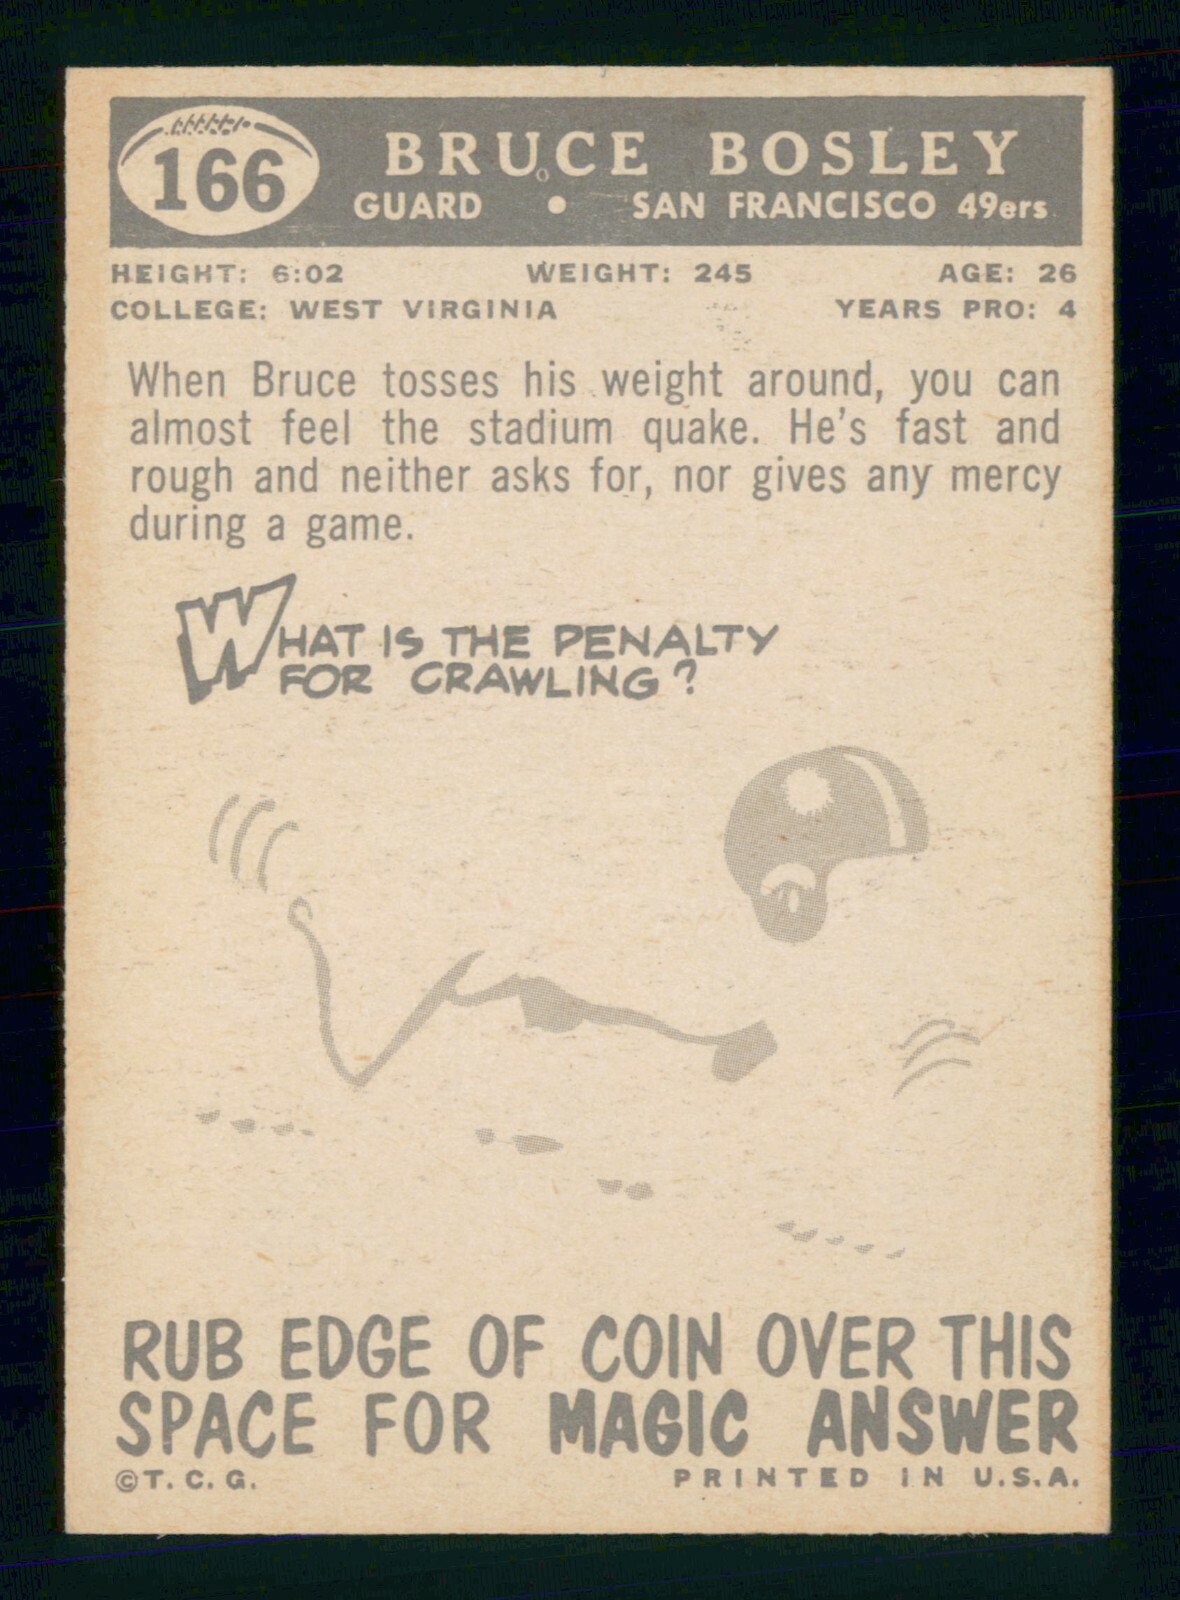 166
BRUCE BOSLEY
GUARD • SAN FRANCISCO 49ers
HEIGHT: 6:02 WEIGHT: 245 AGE: 26
COLLEGE: WEST VIRGINIA YEARS PRO: 4
When Bruce tosses his weight around, you can
almost feel the stadium quake. He's fast and
rough and neither asks for, nor gives any mercy
during a game.
WHAT IS THE PENALTY
FOR CRAWLING?
RUB EDGE OF COIN OVER THIS
SPACE FOR MAGIC ANSWER
©T.C.G. PRINTED IN U.S.A.